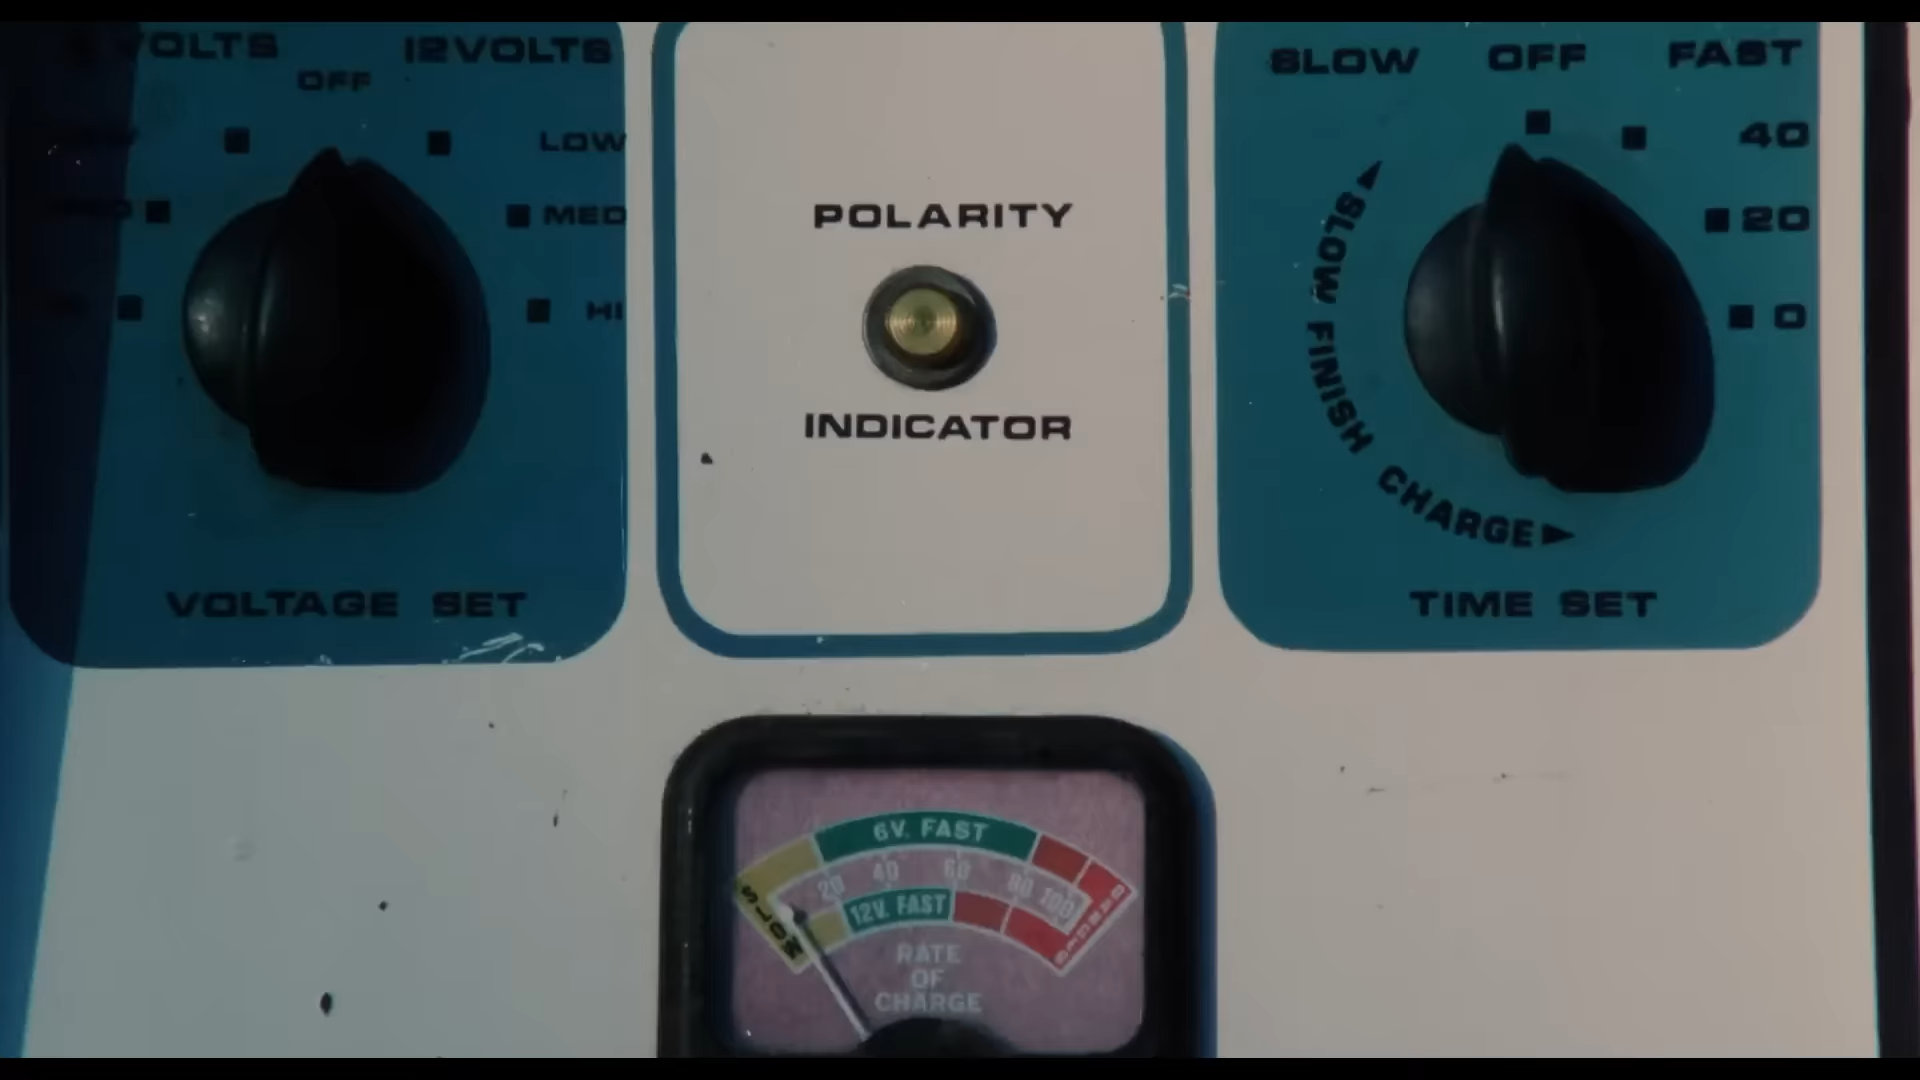 VOLTS
12VOLTS
OFF
LOW
MED
MED
HI
VOLTAGE SET
POLARITY
INDICATOR
SLOW
OFF
FAST
40
20
0
SLOW FINISH CHARGE
TIME SET
6V. FAST
20 40 60 80 100
12V. FAST
SLOW
RATE
OF
CHARGE